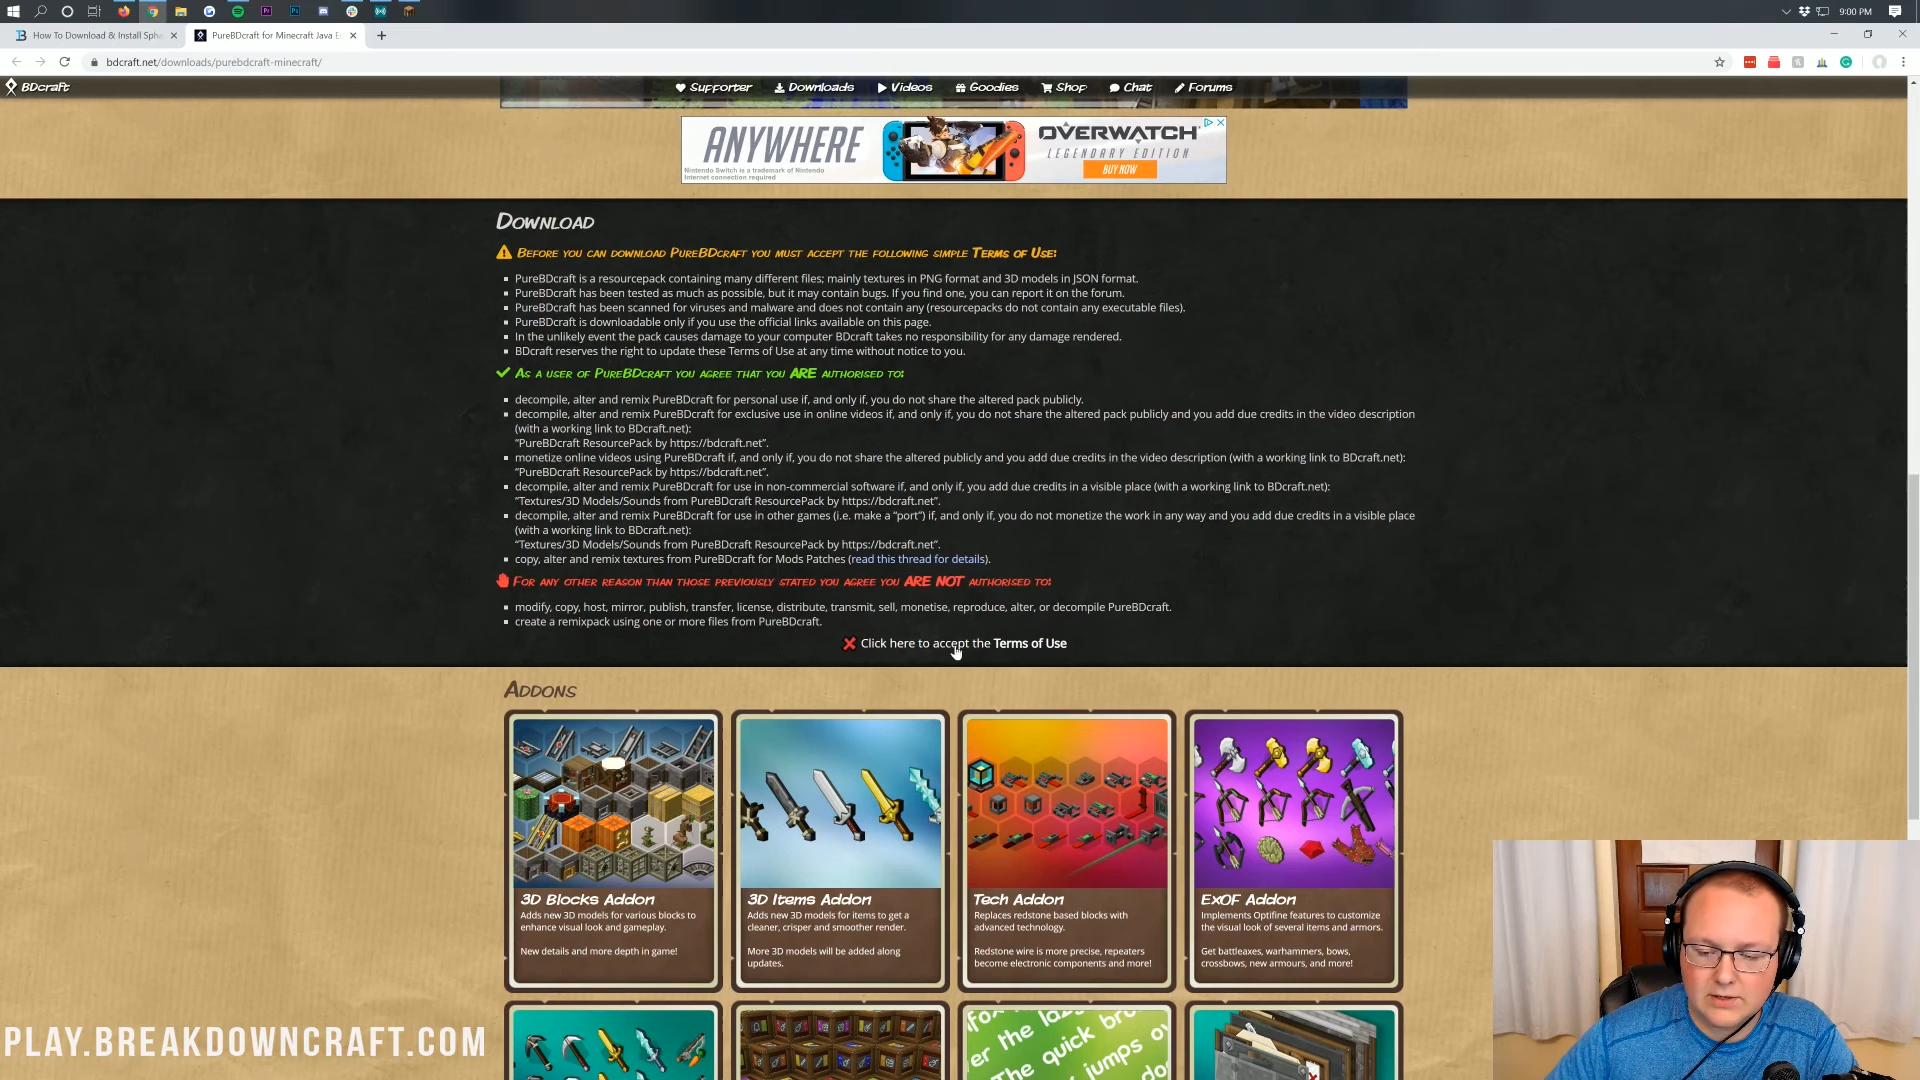 9:00 PM
How To Download & Install Sph
PureBDcraft for Minecraft Java E
bdcraft.net/downloads/purebdcraft-minecraft/
BDcraft
Supporter Downloads Videos Goodies Shop Chat Forums
ANYWHERE
OVERWATCH
LEGENDARY EDITION
BUY NOW
Nintendo Switch is a trademark of Nintendo
Internet connection required
DOWNLOAD
BEFORE YOU CAN DOWNLOAD PUREBDCRAFT YOU MUST ACCEPT THE FOLLOWING SIMPLE TERMS OF USE:
PureBDcraft is a resourcepack containing many different files; mainly textures in PNG format and 3D models in JSON format.
PureBDcraft has been tested as much as possible, but it may contain bugs. If you find one, you can report it on the forum.
PureBDcraft has been scanned for viruses and malware and does not contain any (resourcepacks do not contain any executable files).
PureBDcraft is downloadable only if you use the official links available on this page.
In the unlikely event the pack causes damage to your computer BDcraft takes no responsibility for any damage rendered.
BDcraft reserves the right to update these Terms of Use at any time without notice to you.
AS A USER OF PUREBDCRAFT YOU AGREE THAT YOU ARE AUTHORISED TO:
decompile, alter and remix PureBDcraft for personal use if, and only if, you do not share the altered pack publicly.
decompile, alter and remix PureBDcraft for exclusive use in online videos if, and only if, you do not share the altered pack publicly and you add due credits in the video description
(with a working link to BDcraft.net):
“PureBDcraft ResourcePack by https://bdcraft.net”.
monetize online videos using PureBDcraft if, and only if, you do not share the altered publicly and you add due credits in the video description (with a working link to BDcraft.net):
“PureBDcraft ResourcePack by https://bdcraft.net”.
decompile, alter and remix PureBDcraft for use in non-commercial software if, and only if, you add due credits in a visible place (with a working link to BDcraft.net):
“Textures/3D Models/Sounds from PureBDcraft ResourcePack by https://bdcraft.net”.
decompile, alter and remix PureBDcraft for use in other games (i.e. make a “port”) if, and only if, you do not monetize the work in any way and you add due credits in a visible place
(with a working link to BDcraft.net):
“Textures/3D Models/Sounds from PureBDcraft ResourcePack by https://bdcraft.net”.
copy, alter and remix textures from PureBDcraft for Mods Patches (read this thread for details).
FOR ANY OTHER REASON THAN THOSE PREVIOUSLY STATED YOU AGREE YOU ARE NOT AUTHORISED TO:
modify, copy, host, mirror, publish, transfer, license, distribute, transmit, sell, monetise, reproduce, alter, or decompile PureBDcraft.
create a remixpack using one or more files from PureBDcraft.
Click here to accept the Terms of Use
ADDONS
3D Blocks Addon
Adds new 3D models for various blocks to
enhance visual look and gameplay.
New details and more depth in game!
3D Items Addon
Adds new 3D models for items to get a
cleaner, crisper and smoother render.
More 3D models will be added along
updates.
Tech Addon
Replaces redstone based blocks with
advanced technology.
Redstone wire is more precise, repeaters
become electronic components and more!
ExOF Addon
Implements Optifine features to customize
the visual look of several items and armors.
Get battleaxes, warhammers, bows,
crossbows, new armours, and more!
er the la
The quick bro
jumps o
PLAY.BREAKDOWNCRAFT.COM